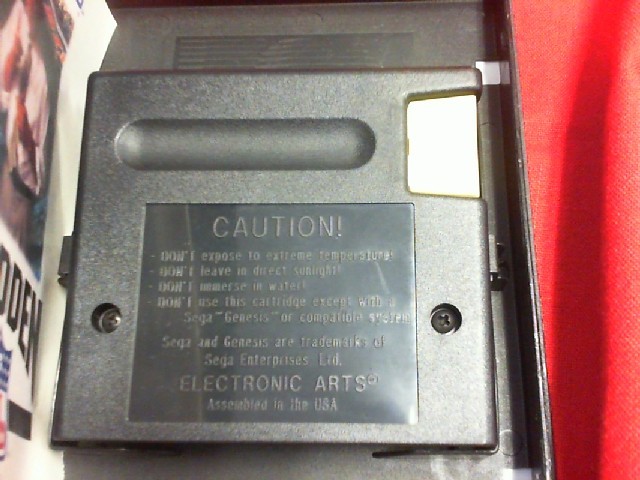 CAUTION!
- DON'T expose to extreme temperatures!
- DON'T leave in direct sunlight!
- DON'T immerse in water!
- DON'T use this cartridge except with a
Sega™ Genesis™ or compatible system
Sega and Genesis are trademarks of
Sega Enterprises Ltd.
ELECTRONIC ARTS®
Assembled in the USA
DDEN